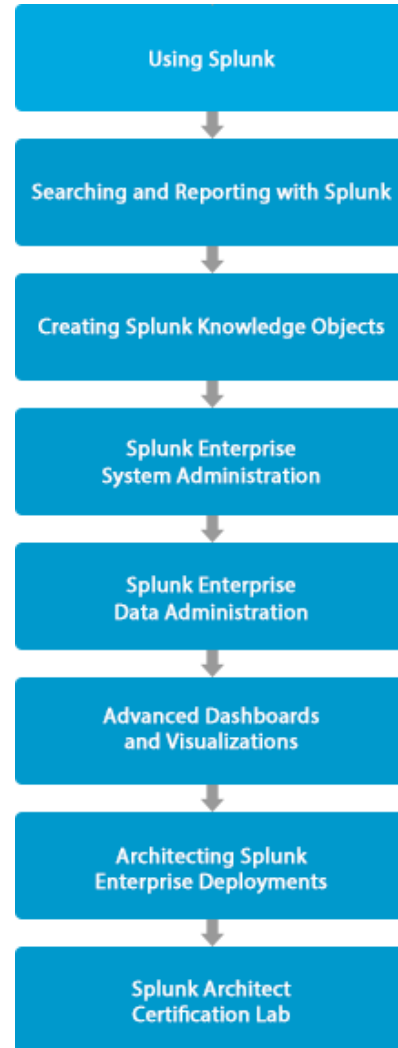 Using Splunk
Searching and Reporting with Splunk
Creating Splunk Knowledge Objects
Splunk Enterprise
System Administration
Splunk Enterprise
Data Administration
Advanced Dashboards
and Visualizations
Architecting Splunk
Enterprise Deployments
Splunk Architect
Certification Lab